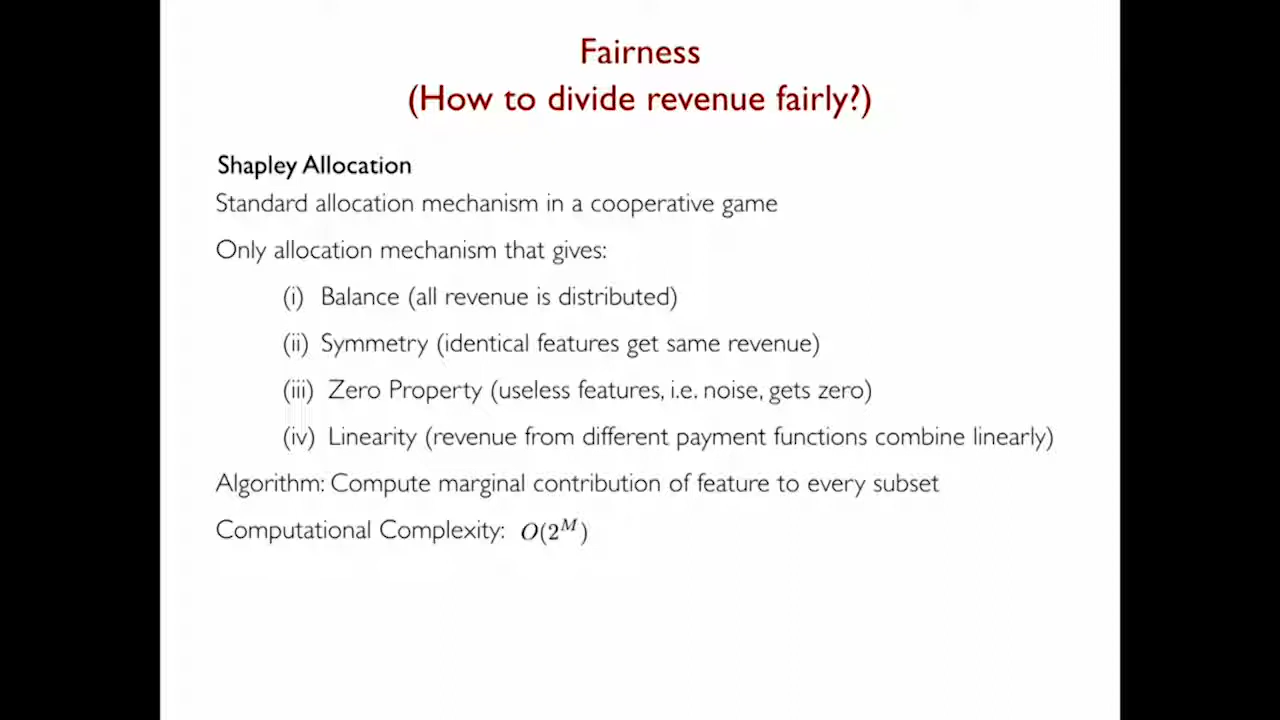 Fairness
(How to divide revenue fairly?)
Shapley Allocation
Standard allocation mechanism in a cooperative game
Only allocation mechanism that gives:
(i) Balance (all revenue is distributed)
(ii) Symmetry (identical features get same revenue)
(iii) Zero Property (useless features, i.e. noise, gets zero)
(iv) Linearity (revenue from different payment functions combine linearly)
Algorithm: Compute marginal contribution of feature to every subset
Computational Complexity: $O(2^M)$